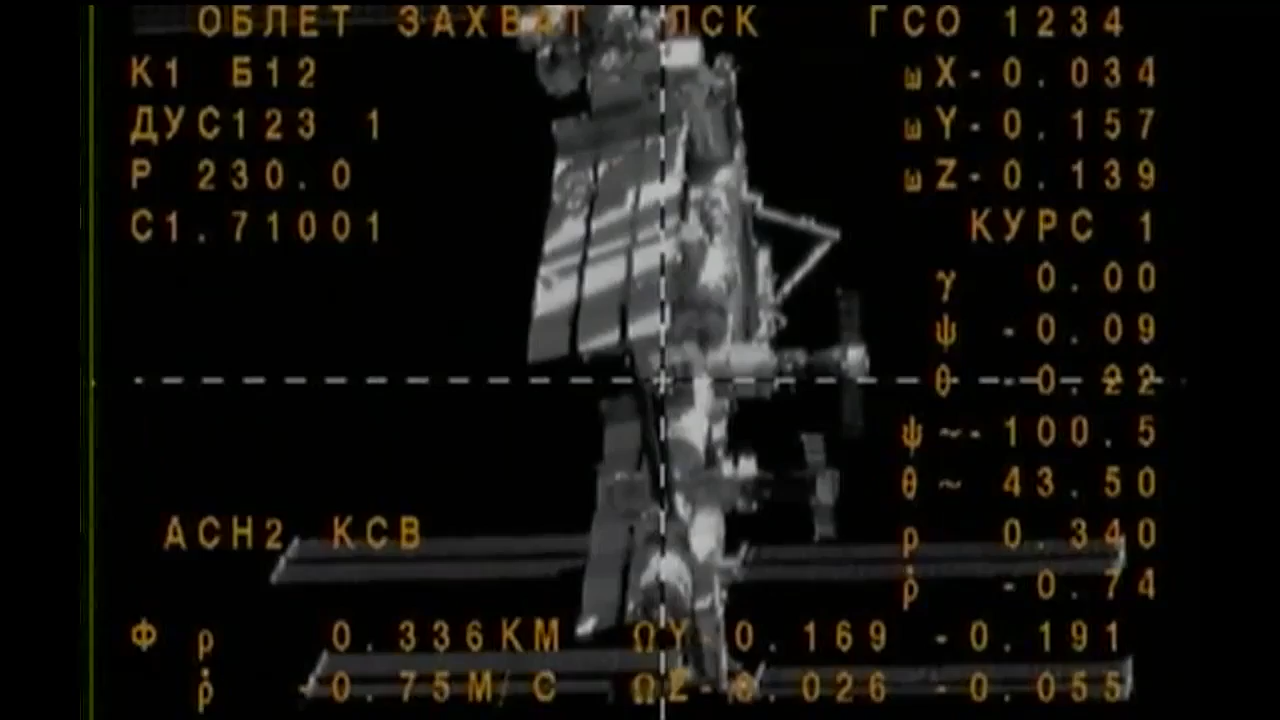 ОБЛЕТ ЗАХВАТ ЛСК ГСО 1234
К1 Б12 ωX-0.034
ДУС123 1 ωY-0.157
Р 230.0 ωZ-0.139
С1.71001 КУРС 1
γ 0.00
ψ -0.09
θ -0.22
ψ~-100.5
θ~ 43.50
АСН2 КСВ ρ 0.340
ρ̇ -0.74
Ф ρ 0.336КМ ΩY-0.169 -0.191
ρ̇ -0.75М/С ΩZ-0.026 -0.055